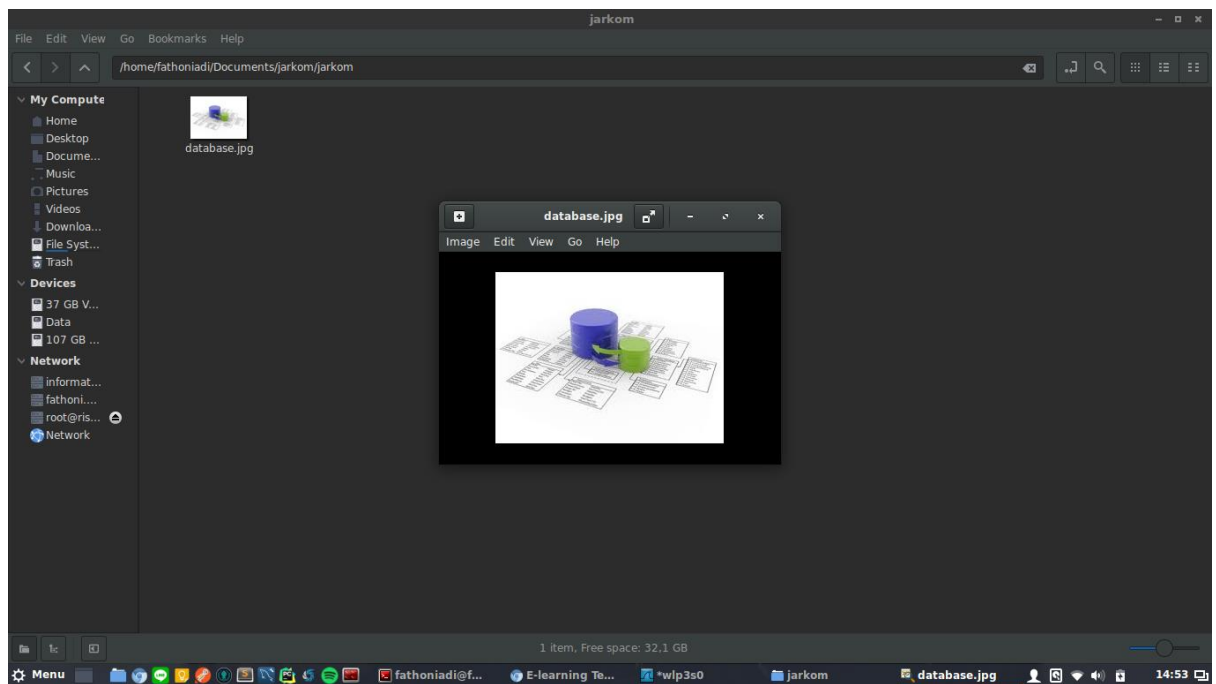 jarkom
File Edit View Go Bookmarks Help
/home/fathoniadi/Documents/jarkom/jarkom
My Compute
Home
Desktop
Docume...
Music
Pictures
Videos
Downloa...
File Syst...
Trash
Devices
37 GB V...
Data
107 GB ...
Network
informat...
fathoni....
root@ris...
Network
database.jpg
database.jpg
Image Edit View Go Help
1 item, Free space: 32,1 GB
Menu fathoniadi@f... E-learning Te... *wlp3s0 jarkom database.jpg 14:53